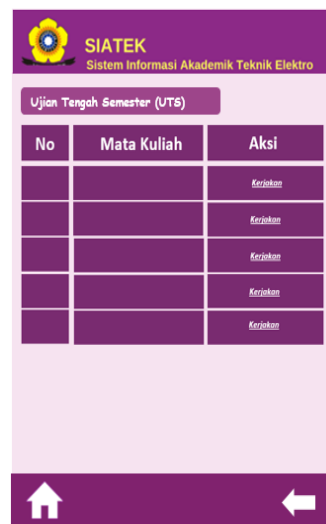 SIATEK
Sistem Informasi Akademik Teknik Elektro
Ujian Tengah Semester (UTS)
No Mata Kuliah Aksi
Kerjakan
Kerjakan
Kerjakan
Kerjakan
Kerjakan